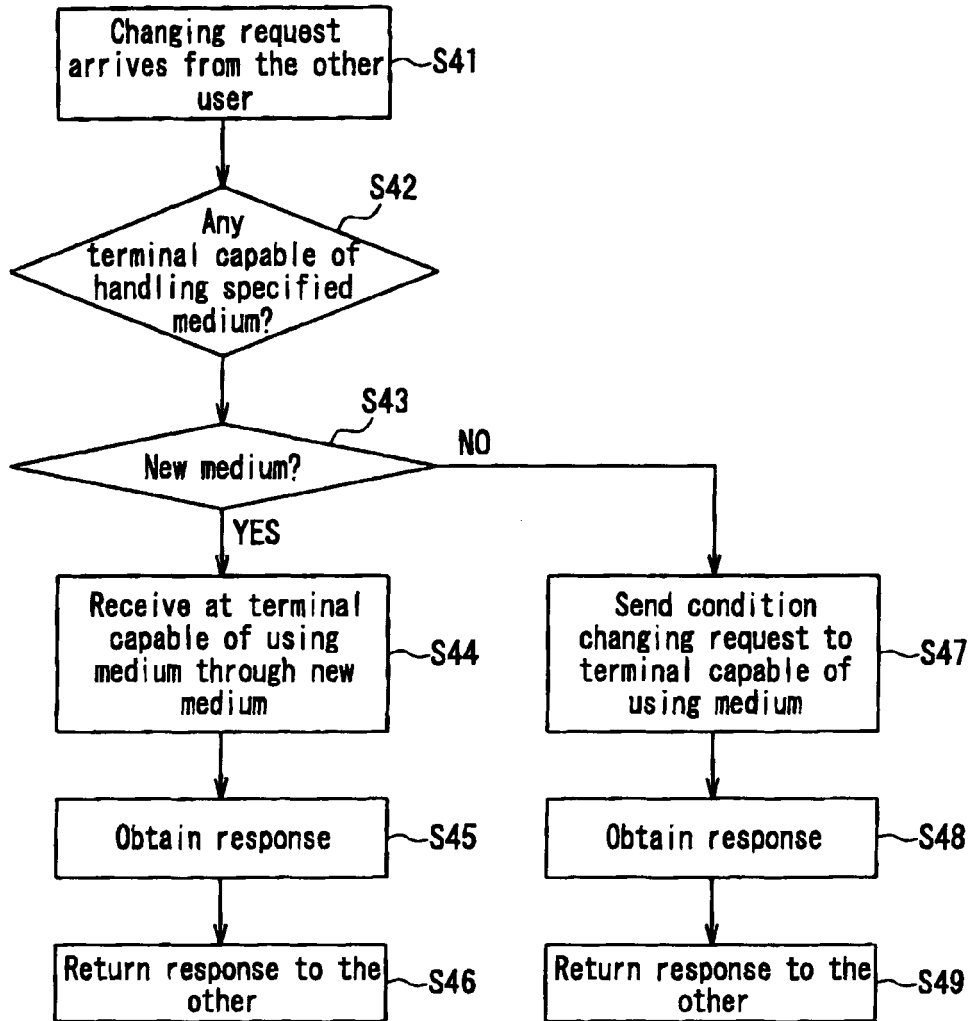 Changing request
arrives from the other
user
S41
S42
Any
terminal capable of
handling specified
medium?
S43
New medium?
NO
YES
Receive at terminal
capable of using
medium through new
medium
S44
Send condition
changing request to
terminal capable of
using medium
S47
Obtain response
S45
Obtain response
S48
Return response to the
other
S46
Return response to the
other
S49